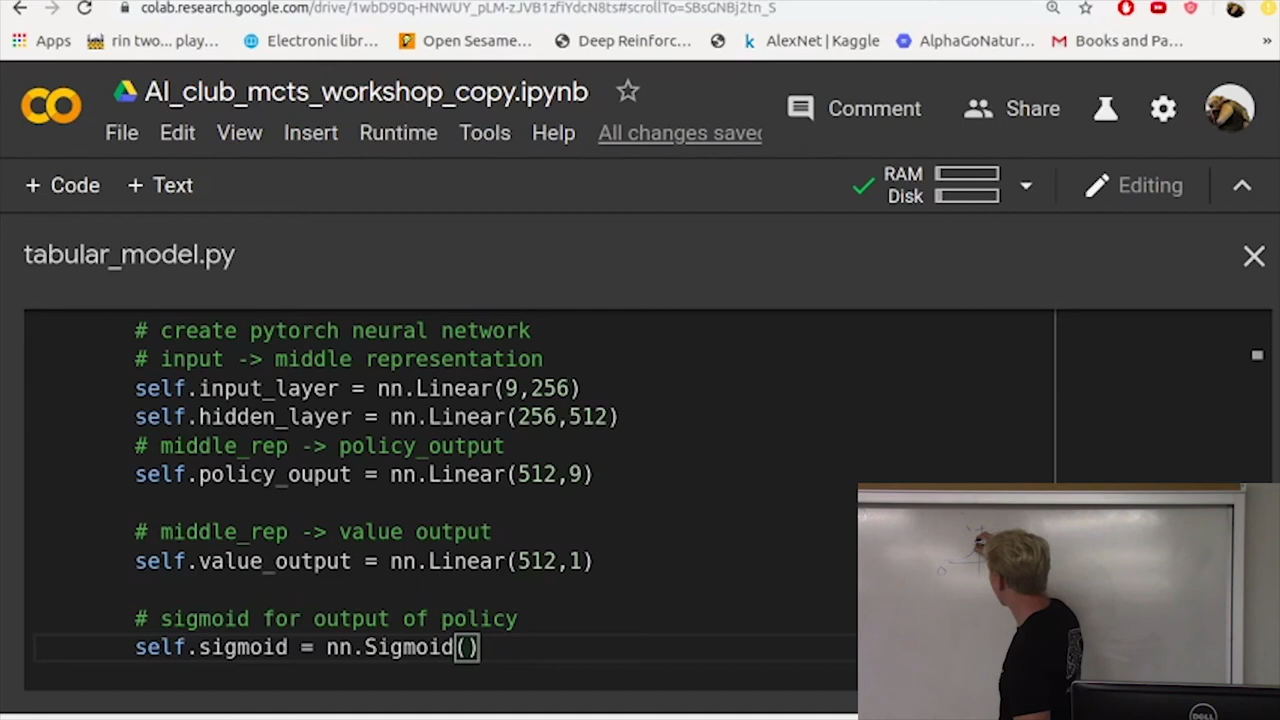 colab.research.google.com/drive/1wbD9Dq-HNWUY_pLM-zJVB1zfiYdcN8ts#scrollTo=SBsGNBj2tn_S
Apps rin two... play... Electronic libr... Open Sesame... Deep Reinforc... AlexNet | Kaggle AlphaGoNatur... Books and Pa... »
AI_club_mcts_workshop_copy.ipynb
Comment Share
File Edit View Insert Runtime Tools Help All changes saved
+ Code + Text
RAM
Disk
Editing
tabular_model.py
# create pytorch neural network
# input -> middle representation
self.input_layer = nn.Linear(9,256)
self.hidden_layer = nn.Linear(256,512)
# middle_rep -> policy_output
self.policy_ouput = nn.Linear(512,9)
# middle_rep -> value output
self.value_output = nn.Linear(512,1)
# sigmoid for output of policy
self.sigmoid = nn.Sigmoid()
DELL